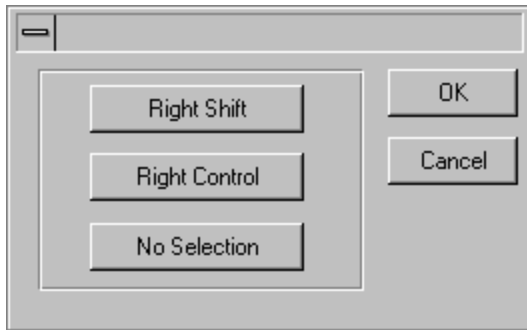 Right Shift
Right Control
No Selection
OK
Cancel